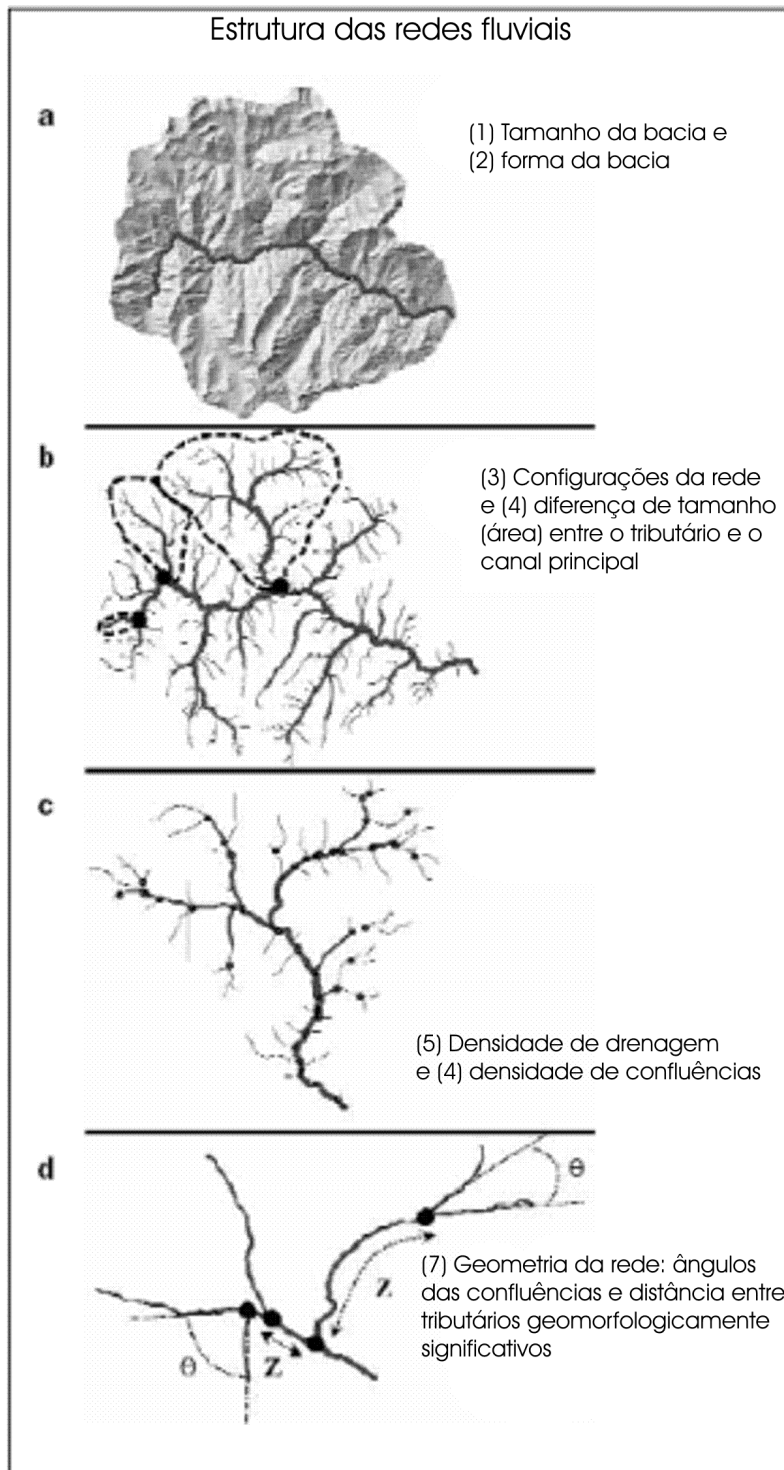 Estrutura das redes fluviais
a
(1) Tamanho da bacia e
(2) forma da bacia
b
(3) Configurações da rede
e (4) diferença de tamanho
(área) entre o tributário e o
canal principal
c
(5) Densidade de drenagem
e (4) densidade de confluências
d
θ
(7) Geometria da rede: ângulos
das confluências e distância entre
tributários geomorfologicamente
significativos
Z
θ
Z